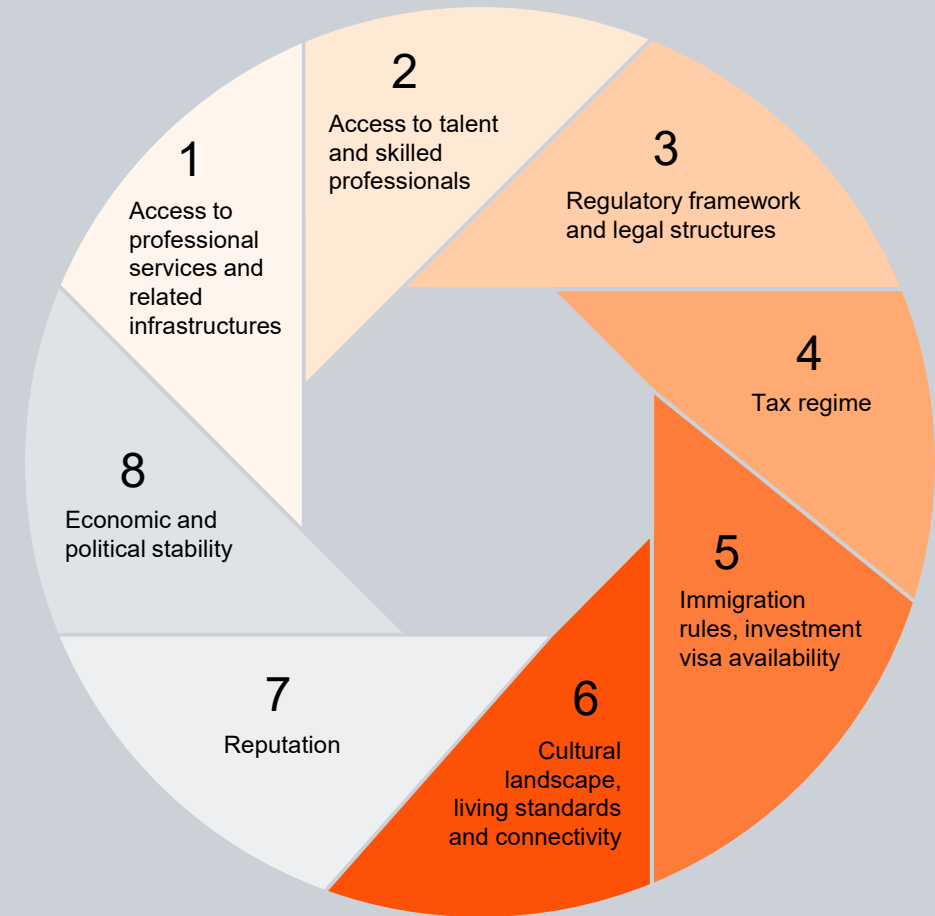 1
Access to
professional
services and
related
infrastructures
2
Access to talent
and skilled
professionals
3
Regulatory framework
and legal structures
4
Tax regime
5
Immigration
rules, investment
visa availability
6
Cultural
landscape,
living standards
and connectivity
7
Reputation
8
Economic and
political stability